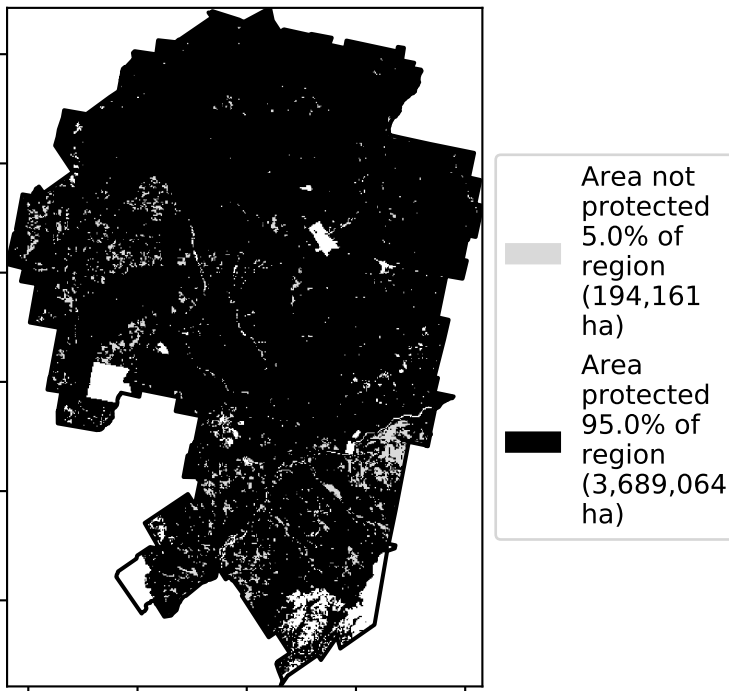 Area not
protected
5.0% of
region
(194,161
ha)
Area
protected
95.0% of
region
(3,689,064
ha)